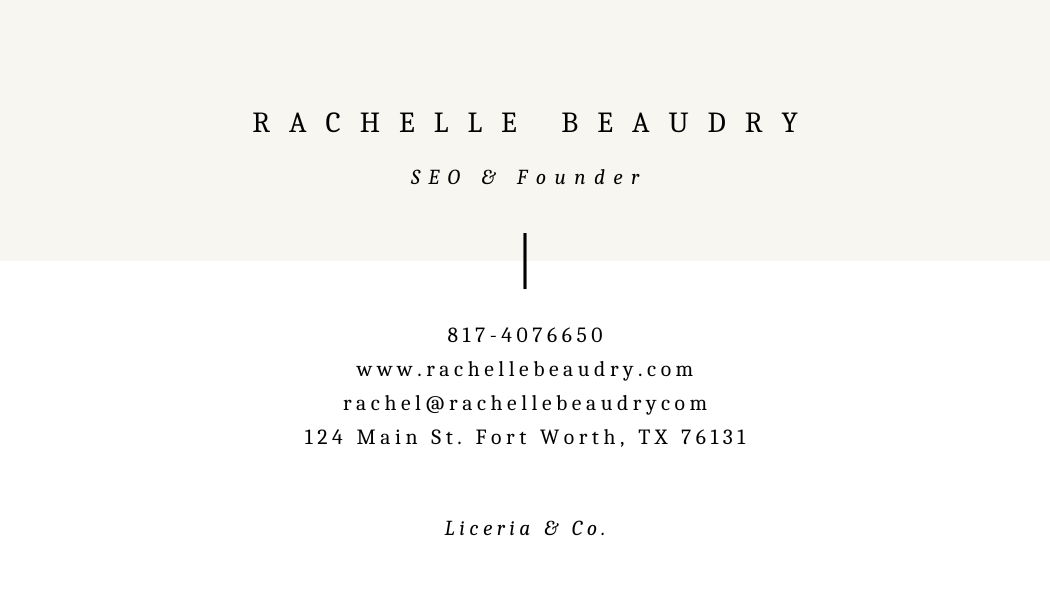 RACHELLE BEAUDRY
SEO & Founder
817-4076650
www.rachellebeaudry.com
rachel@rachellebeaudrycom
124 Main St. Fort Worth, TX 76131
Liceria & Co.